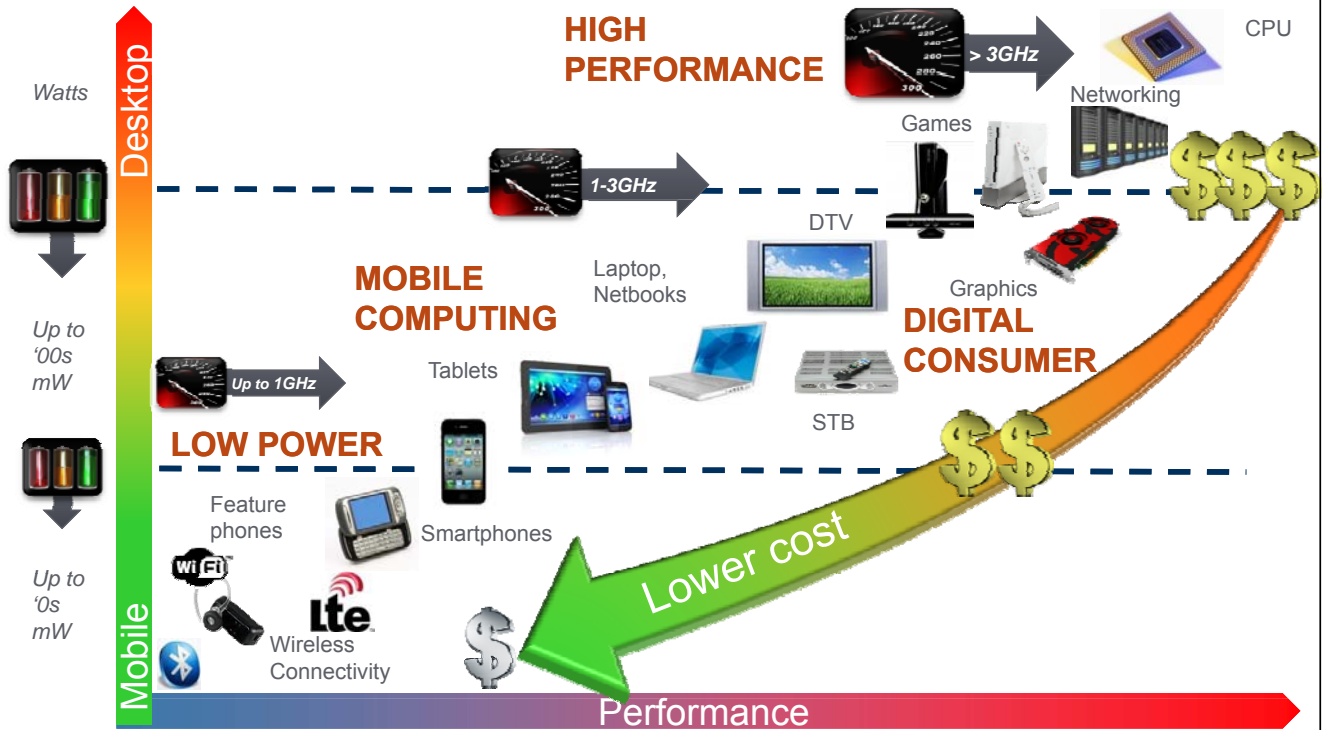 HIGH
PERFORMANCE
> 3GHz
CPU
Watts
Desktop
Networking
Games
1-3GHz
DTV
Laptop,
Netbooks
MOBILE
COMPUTING
Graphics
DIGITAL
CONSUMER
Up to
‘00s
mW
Up to 1GHz
Tablets
STB
LOW POWER
Feature
phones
Smartphones
Lower cost
WiFi
Up to
‘0s
mW
Lte
Wireless
Connectivity
Mobile
Performance
$$$
$$
$